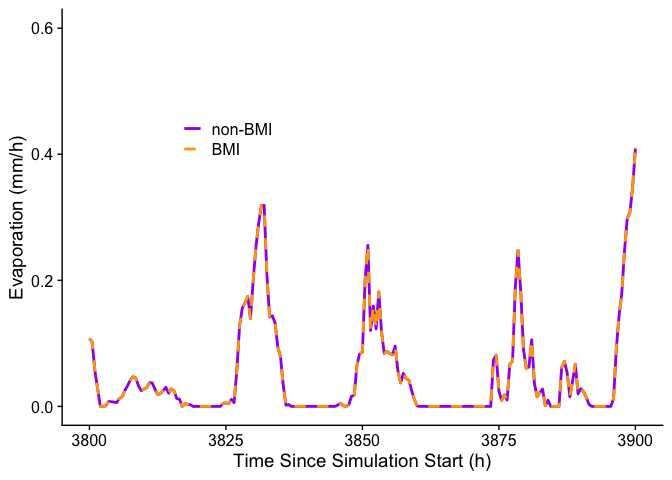 0.6
0.4
0.2
0.0
Evaporation (mm/h)
non-BMI
BMI
3800
3825
3850
3875
3900
Time Since Simulation Start (h)